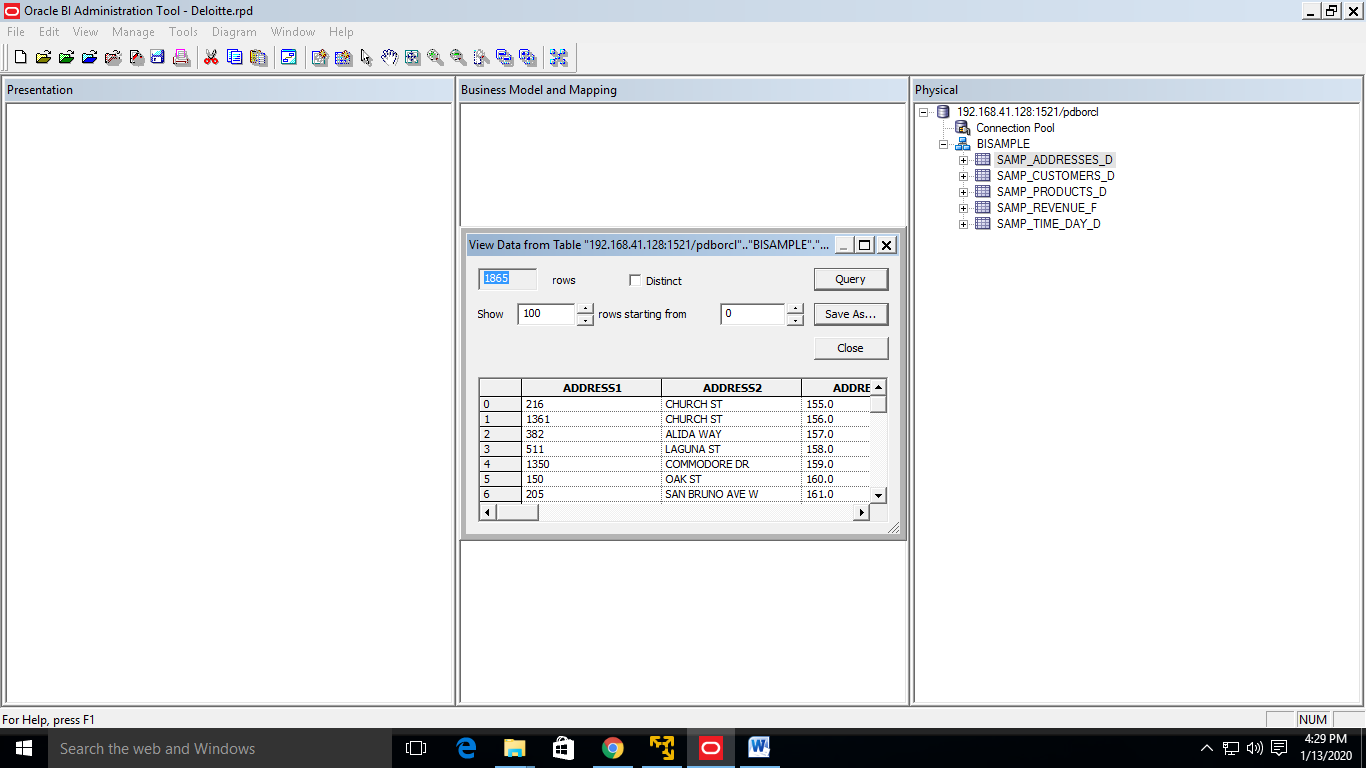 Oracle BI Administration Tool - Deloitte.rpd
File Edit View Manage Tools Diagram Window Help
Presentation
Business Model and Mapping
Physical
192.168.41.128:1521/pdborcl
Connection Pool
BISAMPLE
SAMP_ADDRESSES_D
SAMP_CUSTOMERS_D
SAMP_PRODUCTS_D
SAMP_REVENUE_F
SAMP_TIME_DAY_D
View Data from Table "192.168.41.128:1521/pdborcl".."BISAMPLE"."...
1865 rows Distinct Query
Show 100 rows starting from 0 Save As...
Close
ADDRESS1 ADDRESS2 ADDRE
0 216 CHURCH ST 155.0
1 1361 CHURCH ST 156.0
2 382 ALIDA WAY 157.0
3 511 LAGUNA ST 158.0
4 1350 COMMODORE DR 159.0
5 150 OAK ST 160.0
6 205 SAN BRUNO AVE W 161.0
For Help, press F1
NUM
Search the web and Windows
4:29 PM
1/13/2020